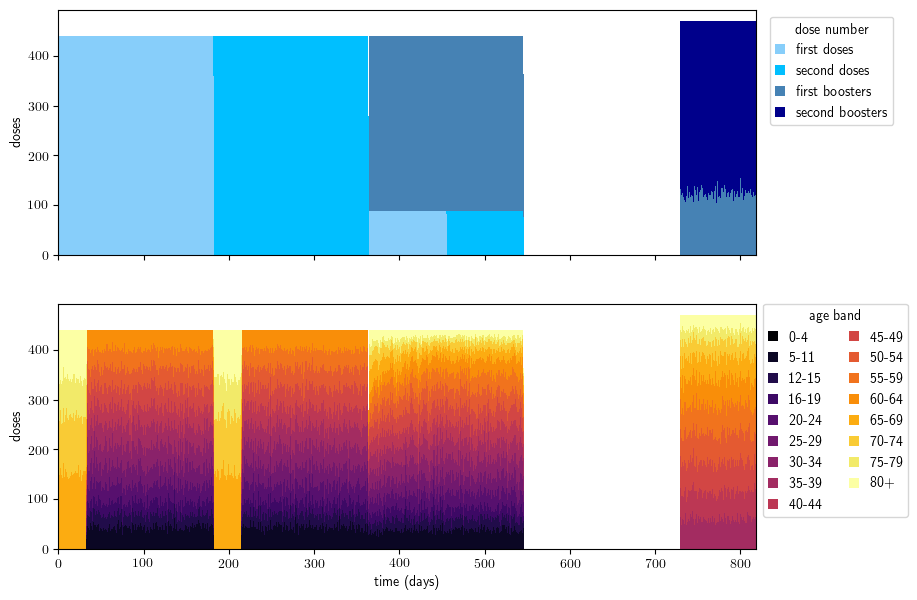 400
300
200
100
0
doses
dose number
first doses
second doses
first boosters
second boosters
400
300
200
100
0
doses
0 100 200 300 400 500 600 700 800
time (days)
age band
0-4
5-11
12-15
16-19
20-24
25-29
30-34
35-39
40-44
45-49
50-54
55-59
60-64
65-69
70-74
75-79
80+